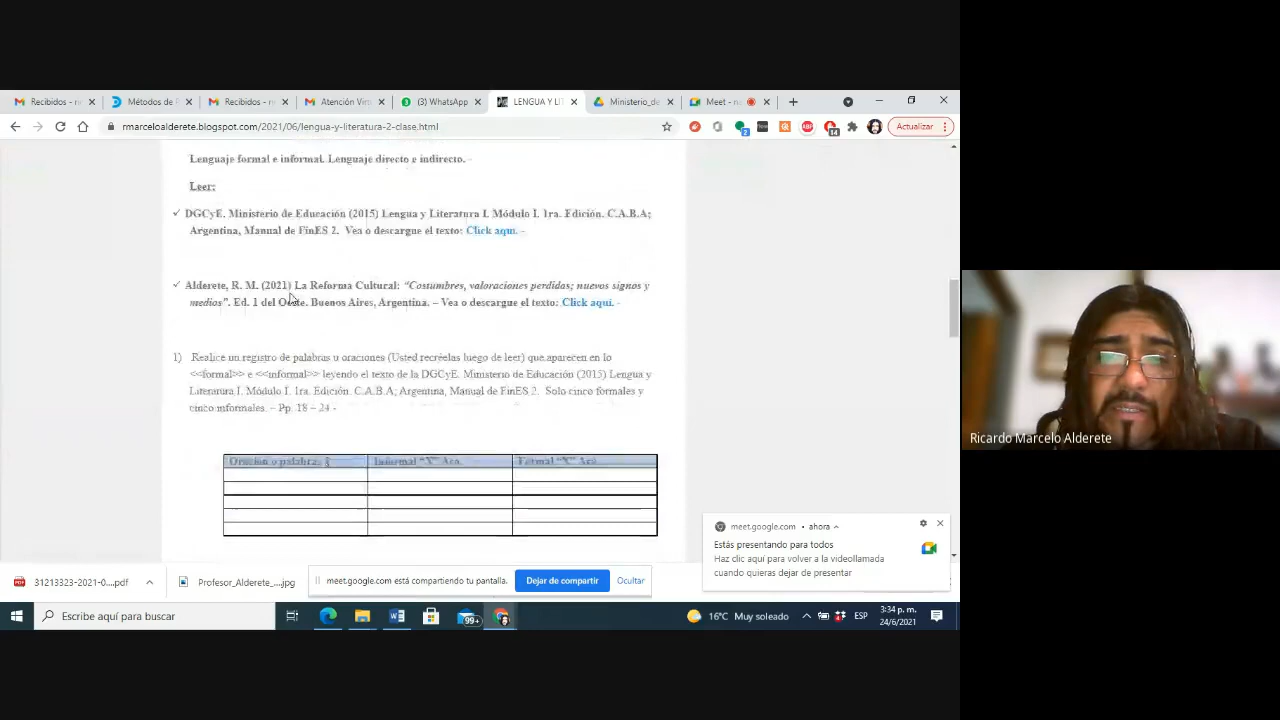 Recibidos - r
Métodos de
Recibidos - r
Atención Virt
(3) WhatsApp
LENGUA Y LIT
Ministerio_de
Meet - na
rmarceloalderete.blogspot.com/2021/06/lengua-y-literatura-2-clase.html
Actualizar
Lenguaje formal e informal. Lenguaje directo e indirecto. -
Leer:
✓ DGCyE. Ministerio de Educación (2015) Lengua y Literatura I. Módulo I. 1ra. Edición. C.A.B.A;
Argentina, Manual de FinES 2. Vea o descargue el texto: Click aquí. -
✓ Alderete, R. M. (2021) La Reforma Cultural: "Costumbres, valoraciones perdidas; nuevos signos y
medios". Ed. 1 del Oeste. Buenos Aires, Argentina. – Vea o descargue el texto: Click aquí. -
1) Realice un registro de palabras u oraciones (Usted recréelas luego de leer) que aparecen en lo
<<formal>> e <<informal>> leyendo el texto de la DGCyE. Ministerio de Educación (2015) Lengua y
Literatura I. Módulo I. 1ra. Edición. C.A.B.A; Argentina, Manual de FinES 2. Solo cinco formales y
cinco informales. – Pp. 18 – 24 -
Oración o palabra:
Informal "X"
Formal "X"
Ricardo Marcelo Alderete
meet.google.com • ahora
Estás presentando para todos
Haz clic aquí para volver a la videollamada
cuando quieras dejar de presentar
31213323-2021-0....pdf
Profesor_Alderete_....jpg
meet.google.com está compartiendo tu pantalla.
Dejar de compartir
Ocultar
Escribe aquí para buscar
99+
16°C Muy soleado
ESP
3:34 p. m.
24/6/2021